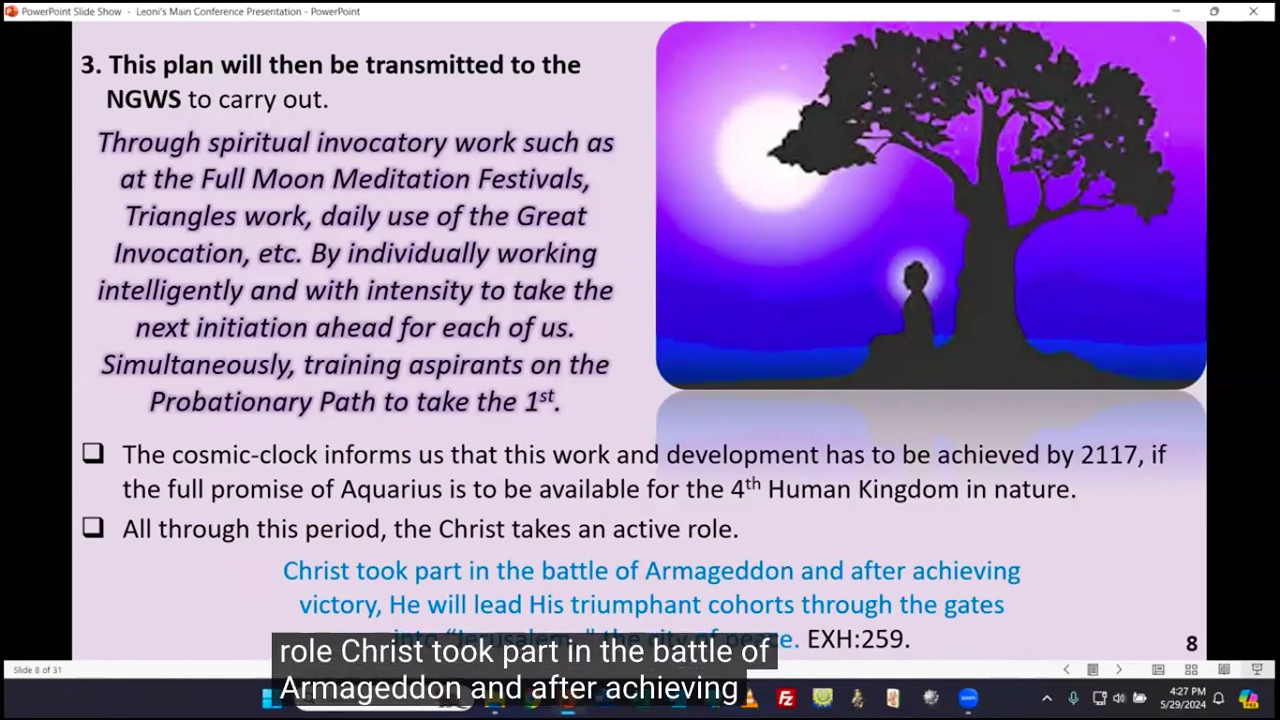 PowerPoint Slide Show - Leoni's Main Conference Presentation - PowerPoint
3. This plan will then be transmitted to the
NGWS to carry out.
Through spiritual invocatory work such as
at the Full Moon Meditation Festivals,
Triangles work, daily use of the Great
Invocation, etc. By individually working
intelligently and with intensity to take the
next initiation ahead for each of us.
Simultaneously, training aspirants on the
Probationary Path to take the 1st.
The cosmic-clock informs us that this work and development has to be achieved by 2117, if
the full promise of Aquarius is to be available for the 4th Human Kingdom in nature.
All through this period, the Christ takes an active role.
Christ took part in the battle of Armageddon and after achieving
victory, He will lead His triumphant cohorts through the gates
into "Jerusalem," the city of peace. EXH:259.
8
role Christ took part in the battle of
Armageddon and after achieving
Slide 8 of 31
4:27 PM
5/29/2024